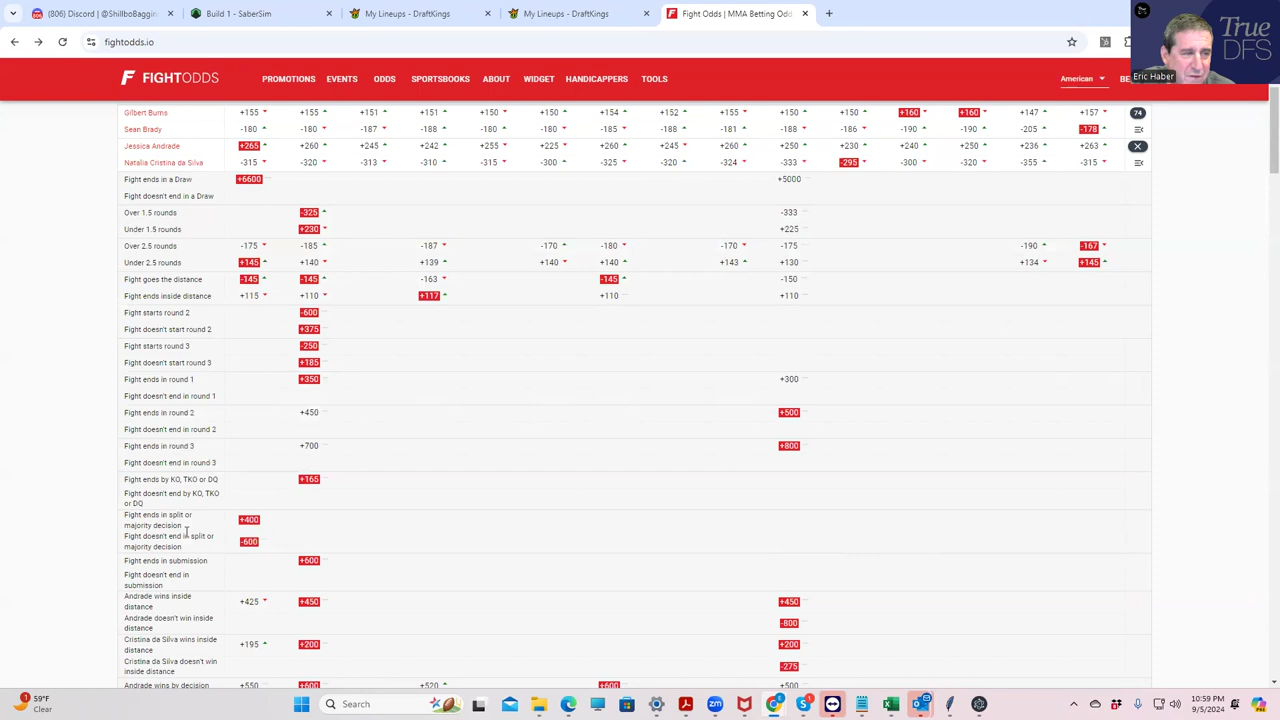 (806) Discord | @ShilboBaggin
Build 1 - SaberSim
My Lineups - DraftKings
My Lineups - DraftKings
Fight Odds | MMA Betting Odd
fightodds.io
True DFS
Eric Haber
FIGHTODDS PROMOTIONS EVENTS ODDS SPORTSBOOKS ABOUT WIDGET HANDICAPPERS TOOLS American BE
Gilbert Burns +155 +155 +151 +151 +150 +150 +154 +152 +155 +150 +150 +160 +160 +147 +157 74
Sean Brady -180 -180 -187 -188 -180 -180 -185 -188 -181 -188 -186 -190 -190 -205 -178
Jessica Andrade +265 +260 +245 +242 +255 +245 +260 +245 +260 +250 +230 +240 +250 +236 +263
Natalia Cristina da Silva -315 -320 -313 -310 -315 -300 -325 -320 -324 -333 -295 -300 -320 -355 -315
Fight ends in a Draw +6600 +5000
Fight doesn't end in a Draw
Over 1.5 rounds -325 -333
Under 1.5 rounds +230 +225
Over 2.5 rounds -175 -185 -187 -170 -180 -170 -175 -190 -167
Under 2.5 rounds +145 +140 +139 +140 +140 +143 +130 +134 +145
Fight goes the distance -145 -145 -163 -145 -150
Fight ends inside distance +115 +110 +117 +110 +110
Fight starts round 2 -600
Fight doesn't start round 2 +375
Fight starts round 3 -250
Fight doesn't start round 3 +185
Fight ends in round 1 +350 +300
Fight doesn't end in round 1
Fight ends in round 2 +450 +500
Fight doesn't end in round 2
Fight ends in round 3 +700 +800
Fight doesn't end in round 3
Fight ends by KO, TKO or DQ +165
Fight doesn't end by KO, TKO
or DQ
Fight ends in split or
majority decision +400
Fight doesn't end in split or
majority decision -600
Fight ends in submission +600
Fight doesn't end in
submission
Andrade wins inside
distance +425 +450 +450
Andrade doesn't win inside
distance -800
Cristina da Silva wins inside
distance +195 +200 +200
Cristina da Silva doesn't win
inside distance -275
Andrade wins by decision +550 +600 +520 +600 +500
1
59°F
Clear
Search
10:59 PM
9/5/2024